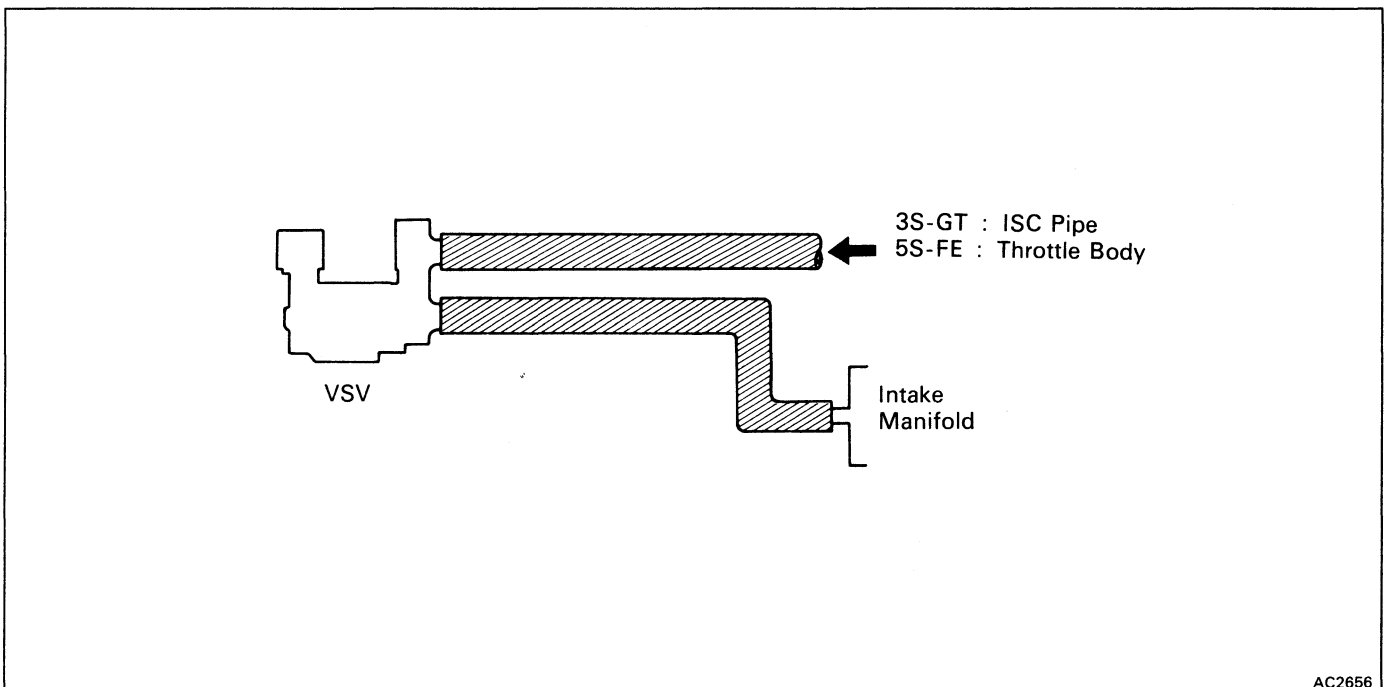 3S-GT : ISC Pipe
5S-FE : Throttle Body
VSV
Intake
Manifold
AC2656